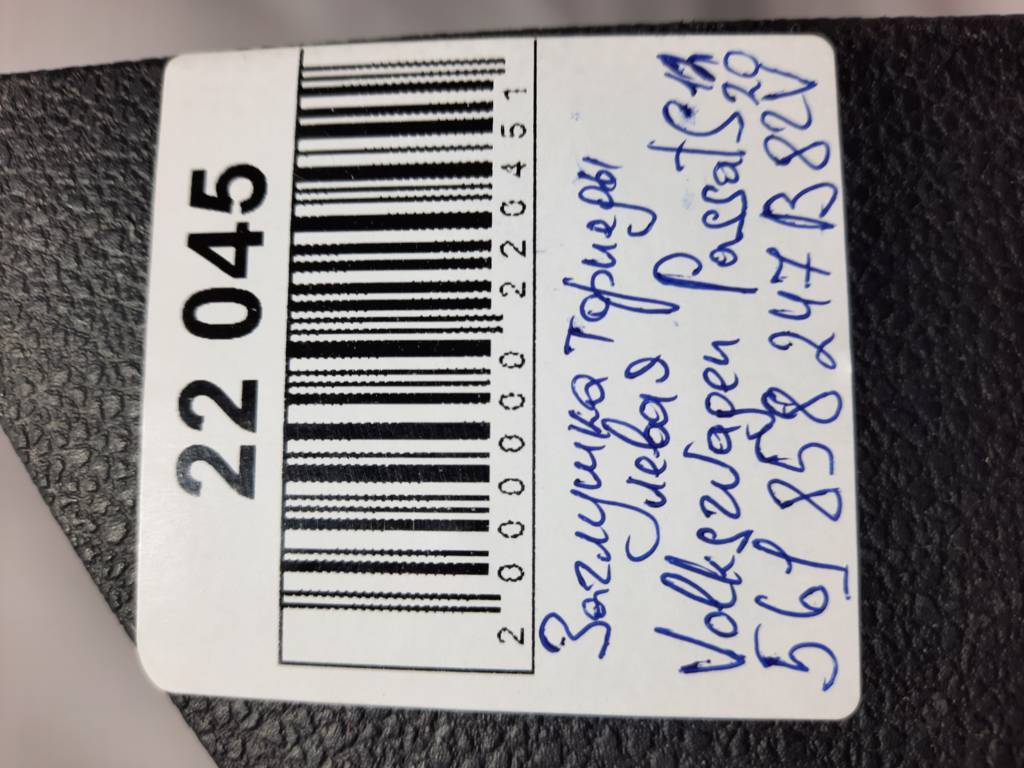 22 045
2 000000 220451
Заглушка торпеды
левая
Volkswagen Passat
561 858 247 B 82V